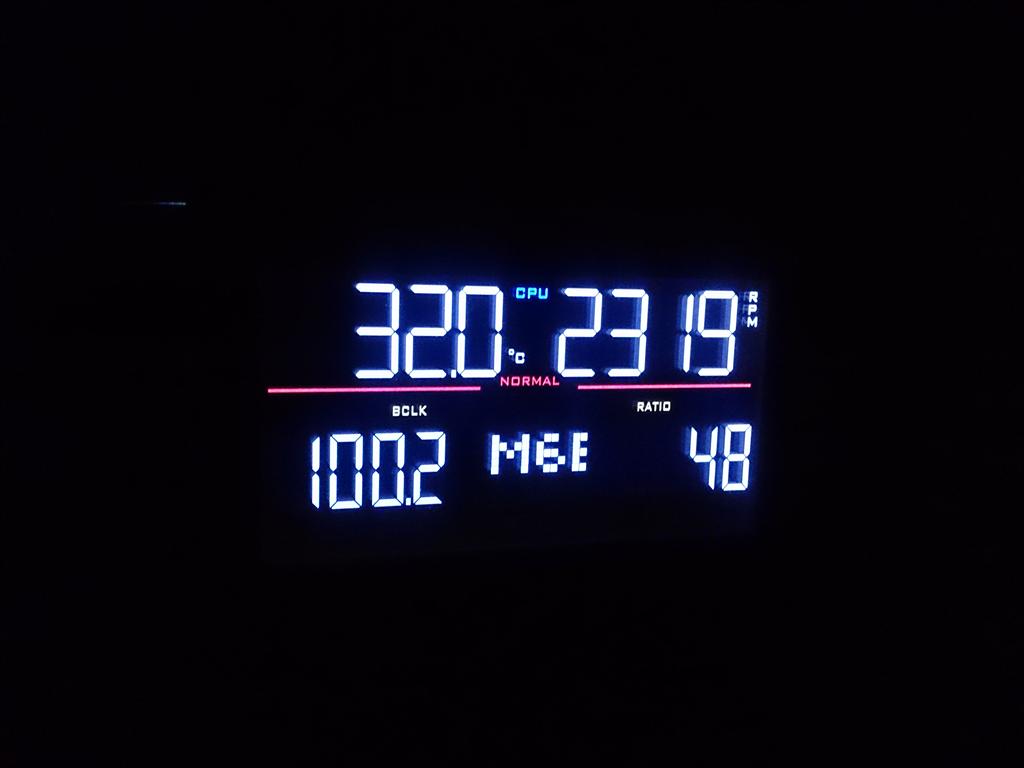 32.0 °C CPU 2319 RPM
NORMAL
BCLK RATIO
100.2 M6E 48